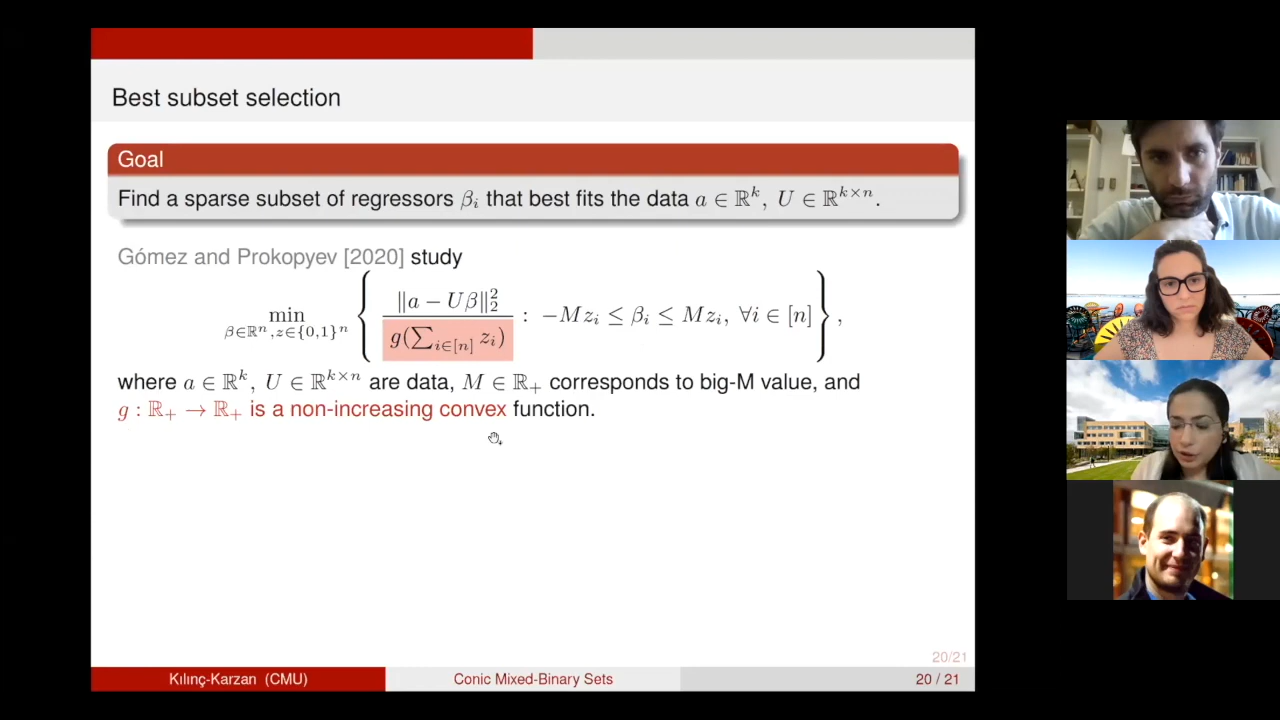 Best subset selection
Goal
Find a sparse subset of regressors βᵢ that best fits the data a ∈ ℝᵏ, U ∈ ℝᵏˣⁿ.
Gómez and Prokopyev [2020] study
min_{β∈ℝⁿ,z∈{0,1}ⁿ} { ‖a − Uβ‖₂² / g(∑_{i∈[n]} zᵢ) : −Mzᵢ ≤ βᵢ ≤ Mzᵢ, ∀i ∈ [n] },
where a ∈ ℝᵏ, U ∈ ℝᵏˣⁿ are data, M ∈ ℝ₊ corresponds to big-M value, and
g : ℝ₊ → ℝ₊ is a non-increasing convex function.
20/21
Kılınç-Karzan (CMU) Conic Mixed-Binary Sets 20 / 21